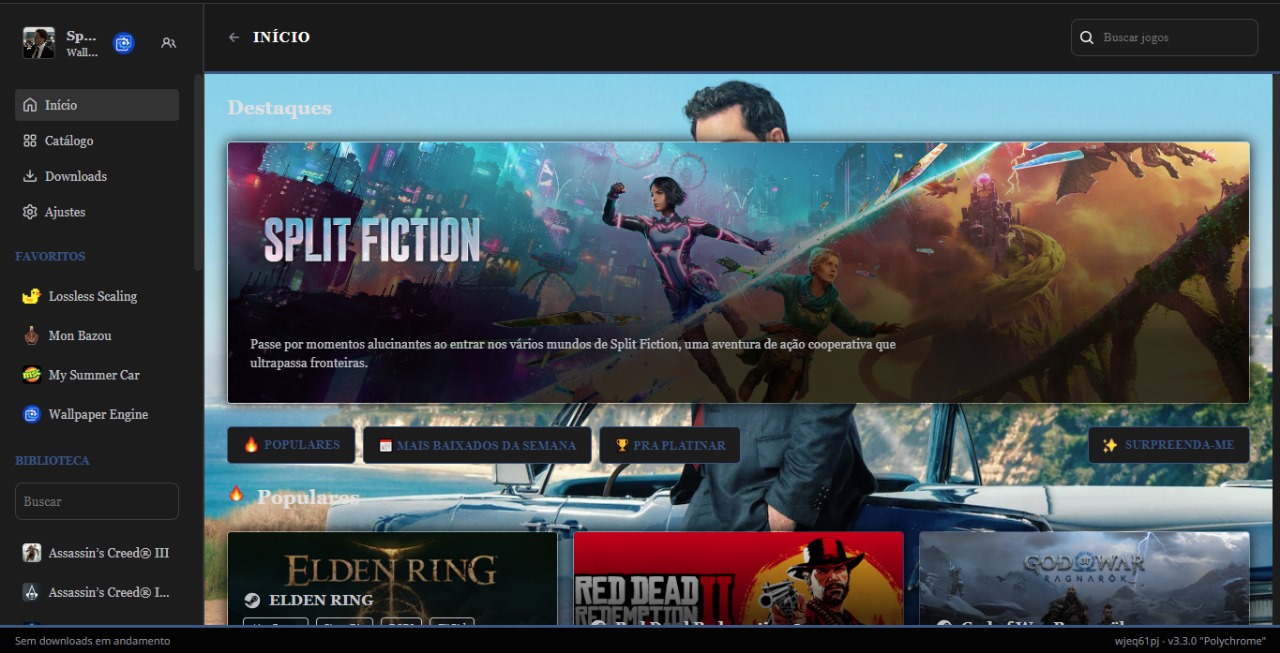 Sp...
Wall...
INÍCIO
Buscar jogos
Início
Catálogo
Downloads
Ajustes
FAVORITOS
Lossless Scaling
Mon Bazou
My Summer Car
Wallpaper Engine
BIBLIOTECA
Buscar
Assassin's Creed® III
Assassin's Creed® I...
Destaques
SPLIT FICTION
Passe por momentos alucinantes ao entrar nos vários mundos de Split Fiction, uma aventura de ação cooperativa que
ultrapassa fronteiras.
POPULARES
MAIS BAIXADOS DA SEMANA
PRA PLATINAR
SURPREENDA-ME
Populares
ELDEN RING
ELDEN RING
RED DEAD
REDEMPTION II
GOD OF WAR
RAGNARÖK
Sem downloads em andamento
wjeq61pj - v3.3.0 "Polychrome"